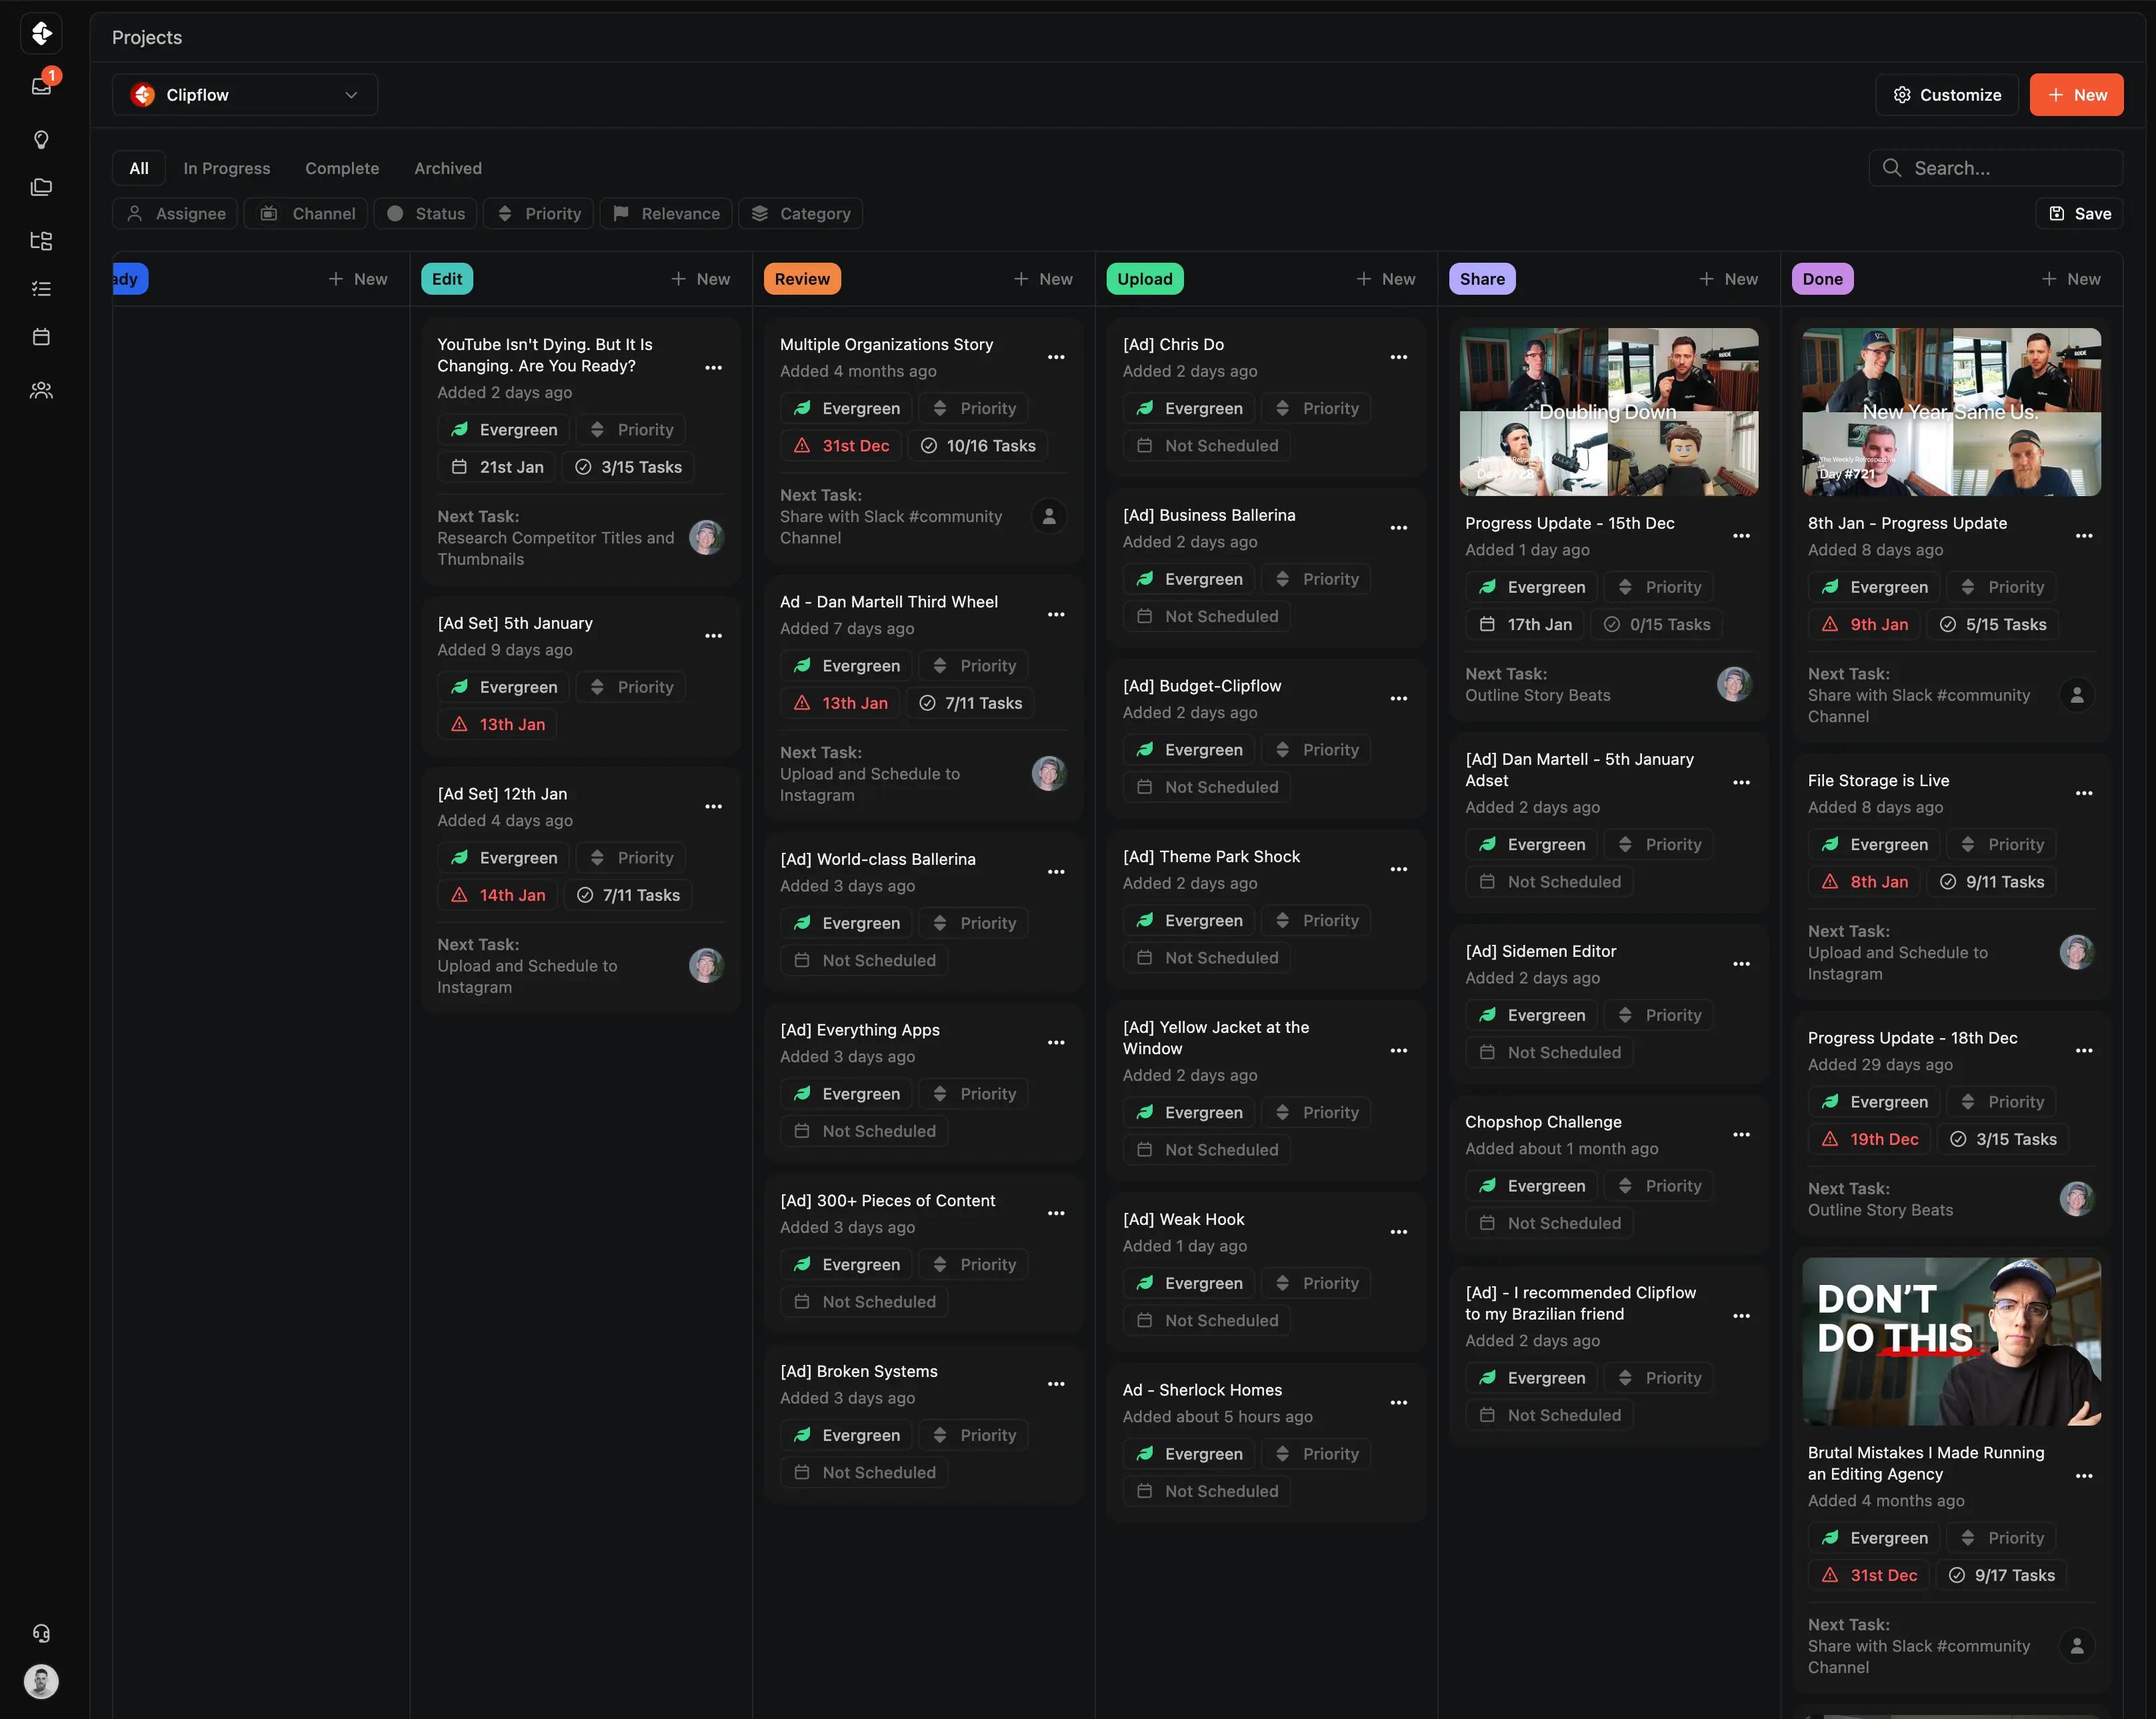 1
Projects
Clipflow
Customize
New
All
In Progress
Complete
Archived
Search...
Assignee
Channel
Status
Priority
Relevance
Category
Save
ady
New
Edit
New
YouTube Isn't Dying. But It Is
Changing. Are You Ready?
Added 2 days ago
Evergreen
Priority
21st Jan
3/15 Tasks
Next Task:
Research Competitor Titles and
Thumbnails
[Ad Set] 5th January
Added 9 days ago
Evergreen
Priority
13th Jan
[Ad Set] 12th Jan
Added 4 days ago
Evergreen
Priority
14th Jan
7/11 Tasks
Next Task:
Upload and Schedule to
Instagram
Review
New
Multiple Organizations Story
Added 4 months ago
Evergreen
Priority
31st Dec
10/16 Tasks
Next Task:
Share with Slack #community
Channel
Ad - Dan Martell Third Wheel
Added 7 days ago
Evergreen
Priority
13th Jan
7/11 Tasks
Next Task:
Upload and Schedule to
Instagram
[Ad] World-class Ballerina
Added 3 days ago
Evergreen
Priority
Not Scheduled
[Ad] Everything Apps
Added 3 days ago
Evergreen
Priority
Not Scheduled
[Ad] 300+ Pieces of Content
Added 3 days ago
Evergreen
Priority
Not Scheduled
[Ad] Broken Systems
Added 3 days ago
Evergreen
Priority
Not Scheduled
Upload
New
[Ad] Chris Do
Added 2 days ago
Evergreen
Priority
Not Scheduled
[Ad] Business Ballerina
Added 2 days ago
Evergreen
Priority
Not Scheduled
[Ad] Budget-Clipflow
Added 2 days ago
Evergreen
Priority
Not Scheduled
[Ad] Theme Park Shock
Added 2 days ago
Evergreen
Priority
Not Scheduled
[Ad] Yellow Jacket at the
Window
Added 2 days ago
Evergreen
Priority
Not Scheduled
[Ad] Weak Hook
Added 1 day ago
Evergreen
Priority
Not Scheduled
Ad - Sherlock Homes
Added about 5 hours ago
Evergreen
Priority
Not Scheduled
Share
New
RØDE
Doubling Down
Progress Update - 15th Dec
Added 1 day ago
Evergreen
Priority
17th Jan
0/15 Tasks
Next Task:
Outline Story Beats
[Ad] Dan Martell - 5th January
Adset
Added 2 days ago
Evergreen
Priority
Not Scheduled
[Ad] Sidemen Editor
Added 2 days ago
Evergreen
Priority
Not Scheduled
Chopshop Challenge
Added about 1 month ago
Evergreen
Priority
Not Scheduled
[Ad] - I recommended Clipflow
to my Brazilian friend
Added 2 days ago
Evergreen
Priority
Not Scheduled
Done
New
RØDE
New Year, Same Us.
The Weekly Retrospective
Day #721
8th Jan - Progress Update
Added 8 days ago
Evergreen
Priority
9th Jan
5/15 Tasks
Next Task:
Share with Slack #community
Channel
File Storage is Live
Added 8 days ago
Evergreen
Priority
8th Jan
9/11 Tasks
Next Task:
Upload and Schedule to
Instagram
Progress Update - 18th Dec
Added 29 days ago
Evergreen
Priority
19th Dec
3/15 Tasks
Next Task:
Outline Story Beats
DON'T
DO THIS
Brutal Mistakes I Made Running
an Editing Agency
Added 4 months ago
Evergreen
Priority
31st Dec
9/17 Tasks
Next Task:
Share with Slack #community
Channel